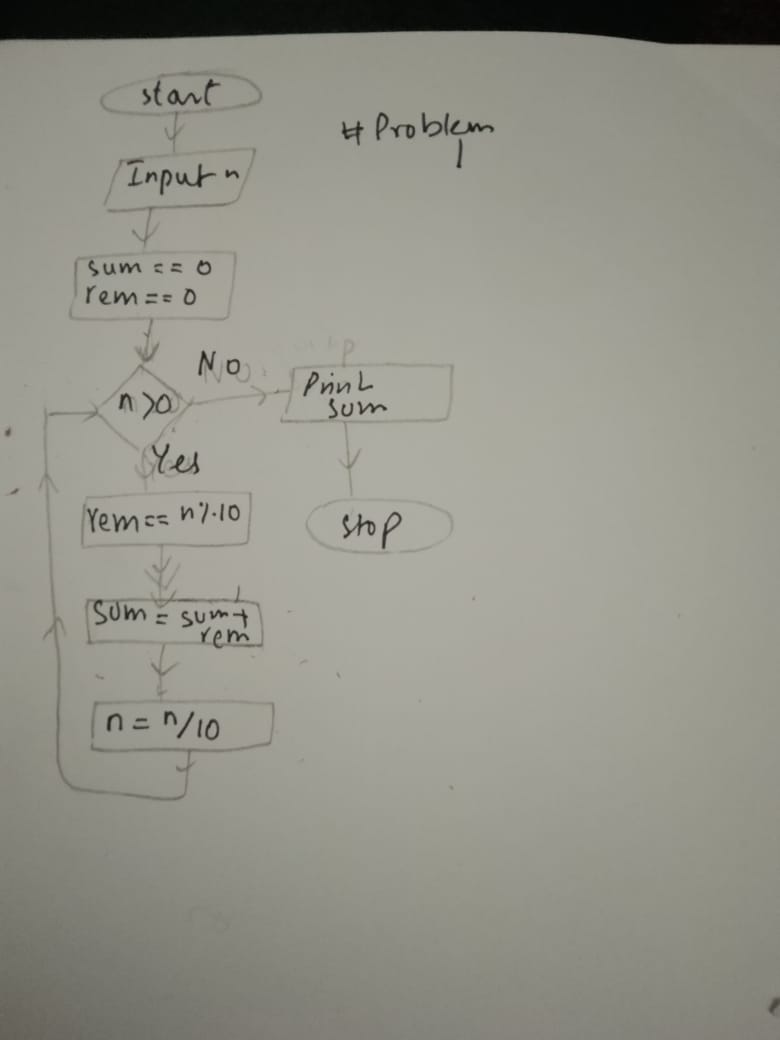 start
# Problem
1
Input n
sum == 0
rem == 0
n>0
No
Print
sum
Yes
rem == n%10
stop
sum = sum+
rem
n = n/10